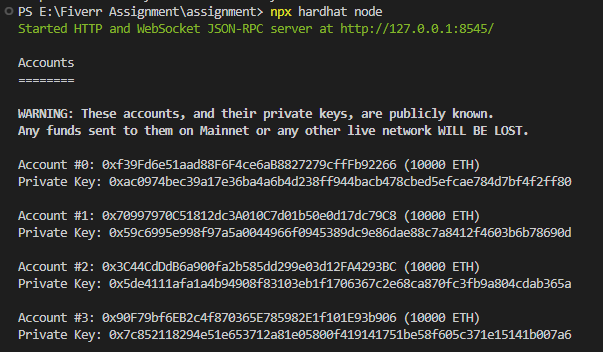 PS E:\Fiverr Assignment\assignment> npx hardhat node
Started HTTP and WebSocket JSON-RPC server at http://127.0.0.1:8545/
Accounts
========
WARNING: These accounts, and their private keys, are publicly known.
Any funds sent to them on Mainnet or any other live network WILL BE LOST.
Account #0: 0xf39Fd6e51aad88F6F4ce6aB8827279cffFb92266 (10000 ETH)
Private Key: 0xac0974bec39a17e36ba4a6b4d238ff944bacb478cbed5efcae784d7bf4f2ff80
Account #1: 0x70997970C51812dc3A010C7d01b50e0d17dc79C8 (10000 ETH)
Private Key: 0x59c6995e998f97a5a0044966f0945389dc9e86dae88c7a8412f4603b6b78690d
Account #2: 0x3C44CdDdB6a900fa2b585dd299e03d12FA4293BC (10000 ETH)
Private Key: 0x5de4111afa1a4b94908f83103eb1f1706367c2e68ca870fc3fb9a804cdab365a
Account #3: 0x90F79bf6EB2c4f870365E785982E1f101E93b906 (10000 ETH)
Private Key: 0x7c852118294e51e653712a81e05800f419141751be58f605c371e15141b007a6